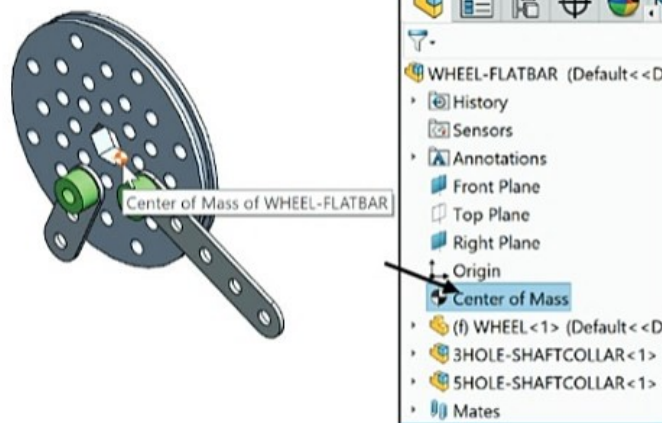 WHEEL-FLATBAR (Default<<D
History
Sensors
Annotations
Front Plane
Top Plane
Right Plane
Origin
Center of Mass
(f) WHEEL<1> (Default<<D
3HOLE-SHAFTCOLLAR<1>
5HOLE-SHAFTCOLLAR<1>
Mates
Center of Mass of WHEEL-FLATBAR